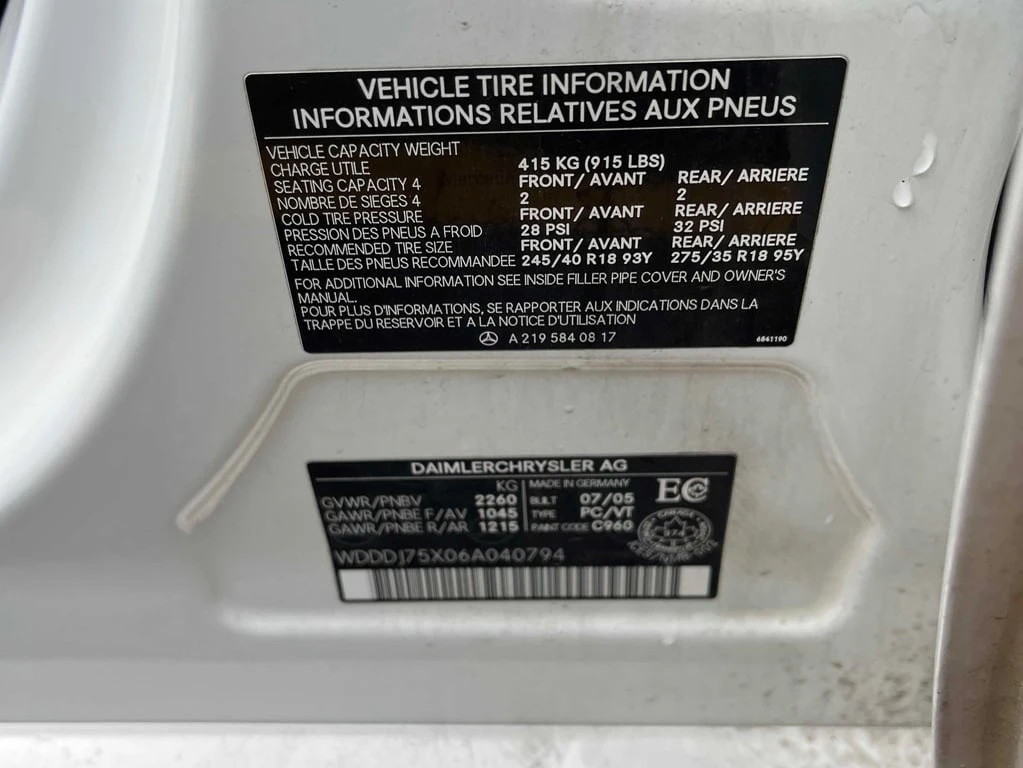 VEHICLE TIRE INFORMATION
INFORMATIONS RELATIVES AUX PNEUS
VEHICLE CAPACITY WEIGHT
CHARGE UTILE 415 KG (915 LBS)
SEATING CAPACITY 4 FRONT/ AVANT REAR/ ARRIERE
NOMBRE DE SIEGES 4 2 2
COLD TIRE PRESSURE FRONT/ AVANT REAR/ ARRIERE
PRESSION DES PNEUS A FROID 28 PSI 32 PSI
RECOMMENDED TIRE SIZE FRONT/ AVANT REAR/ ARRIERE
TAILLE DES PNEUS RECOMMANDEE 245/40 R18 93Y 275/35 R18 95Y
FOR ADDITIONAL INFORMATION SEE INSIDE FILLER PIPE COVER AND OWNER'S
MANUAL.
POUR PLUS D'INFORMATIONS, SE RAPPORTER AUX INDICATIONS DANS LA
TRAPPE DU RESERVOIR ET A LA NOTICE D'UTILISATION
A 219 584 08 17 6841190
DAIMLERCHRYSLER AG
KG MADE IN GERMANY EC
GVWR/PNBV 2260 BUILT 07/05
GAWR/PNBE F/AV 1045 TYPE PC/VT
GAWR/PNBE R/AR 1215 PAINT CODE C960
CANADA
WDDDJ75X06A040794